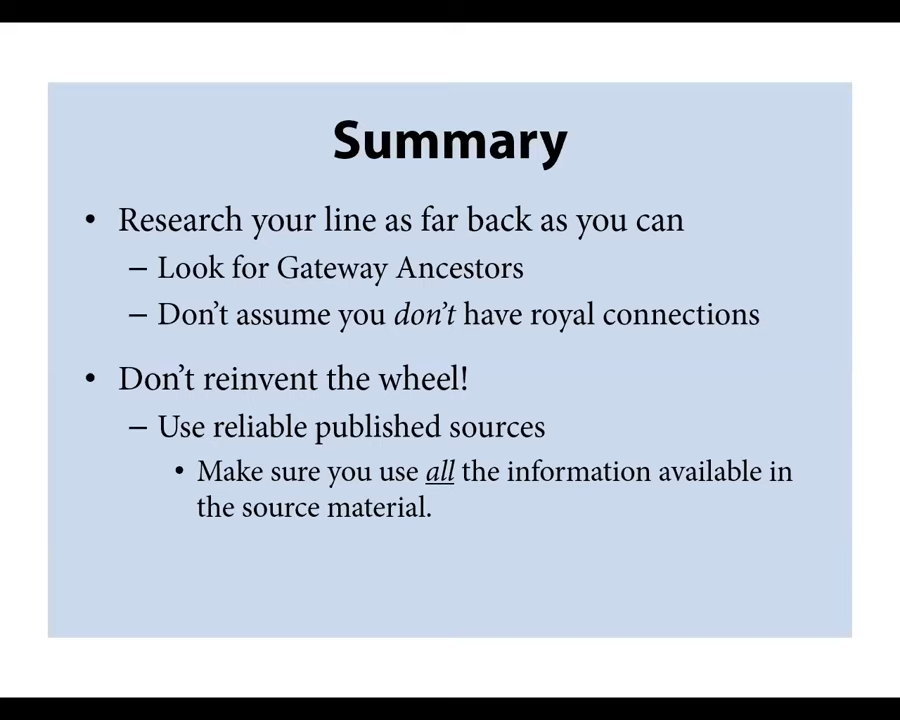 Summary
• Research your line as far back as you can
– Look for Gateway Ancestors
– Don’t assume you don’t have royal connections
• Don’t reinvent the wheel!
– Use reliable published sources
• Make sure you use all the information available in
the source material.